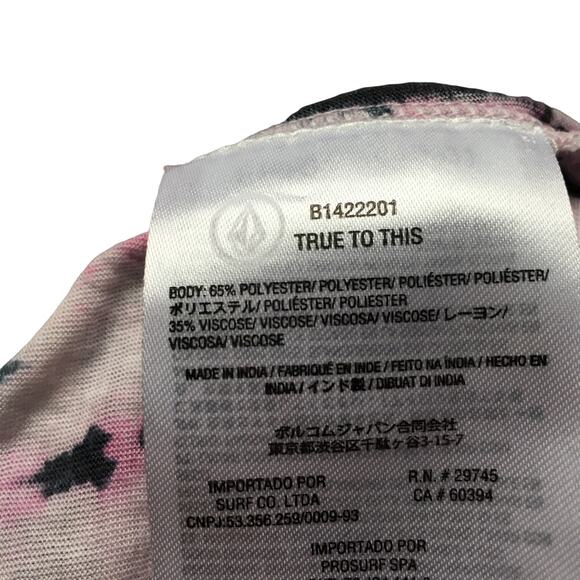 B1422201
TRUE TO THIS
BODY: 65% POLYESTER/ POLYESTER/ POLIÉSTER/ POLIÉSTER/
ポリエステル/ POLIÉSTER/ POLIESTER
35% VISCOSE/ VISCOSE/ VISCOSA/ VISCOSE/ レーヨン/
VISCOSA/ VISCOSE
MADE IN INDIA / FABRIQUÉ EN INDE / FEITO NA ÍNDIA / HECHO EN
INDIA / インド製 / DIBUAT DI INDIA
ボルコムジャパン合同会社
東京都渋谷区千駄ヶ谷3-15-7
IMPORTADO POR
SURF CO. LTDA
CNPJ:53.356.259/0009-93
R.N. # 29745
CA # 60394
IMPORTADO POR
PROSURF SPA